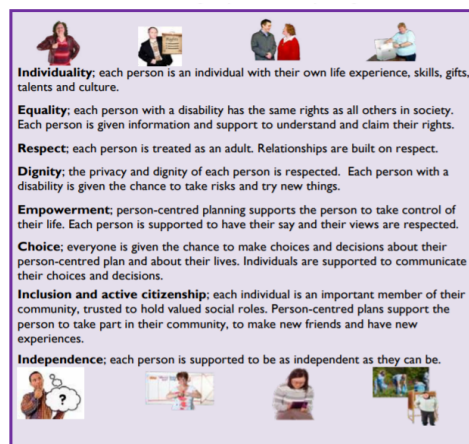 Individuality; each person is an individual with their own life experience, skills, gifts,
talents and culture.
Equality; each person with a disability has the same rights as all others in society.
Each person is given information and support to understand and claim their rights.
Respect; each person is treated as an adult. Relationships are built on respect.
Dignity; the privacy and dignity of each person is respected.  Each person with a
disability is given the chance to take risks and try new things.
Empowerment; person-centred planning supports the person to take control of
their life. Each person is supported to have their say and their views are respected.
Choice; everyone is given the chance to make choices and decisions about their
person-centred plan and about their lives. Individuals are supported to communicate
their choices and decisions.
Inclusion and active citizenship; each individual is an important member of their
community, trusted to hold valued social roles. Person-centred plans support the
person to take part in their community, to make new friends and have new
experiences.
Independence; each person is supported to be as independent as they can be.
?